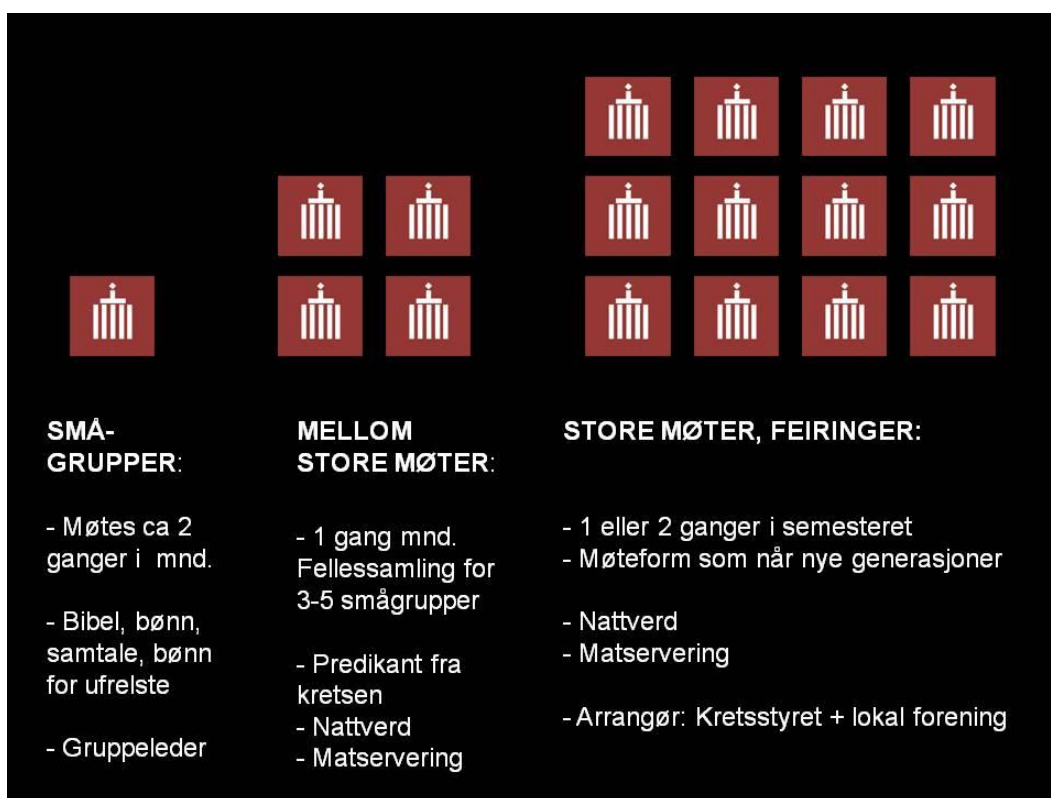 SMÅ-
GRUPPER:
- Møtes ca 2
ganger i mnd.
- Bibel, bønn,
samtale, bønn
for ufrelste
- Gruppeleder
MELLOM
STORE MØTER:
- 1 gang mnd.
Fellessamling for
3-5 smågrupper
- Predikant fra
kretsen
- Nattverd
- Matservering
STORE MØTER, FEIRINGER:
- 1 eller 2 ganger i semesteret
- Møteform som når nye generasjoner
- Nattverd
- Matservering
- Arrangør: Kretsstyret + lokal forening